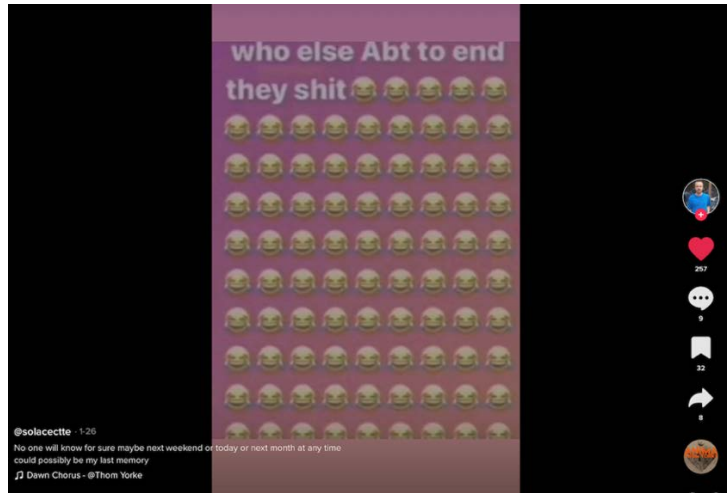 who else Abt to end
they shit😂😂😂😂😂
😂😂😂😂😂😂😂😂😂
😂😂😂😂😂😂😂😂😂
😂😂😂😂😂😂😂😂😂
😂😂😂😂😂😂😂😂😂
😂😂😂😂😂😂😂😂😂
😂😂😂😂😂😂😂😂😂
😂😂😂😂😂😂😂😂😂
😂😂😂😂😂😂😂😂😂
😂😂😂😂😂😂😂😂😂
257
9
32
8
@solacectte · 1-26
No one will know for sure maybe next weekend or today or next month at any time
could possibly be my last memory
♫ Dawn Chorus - @Thom Yorke